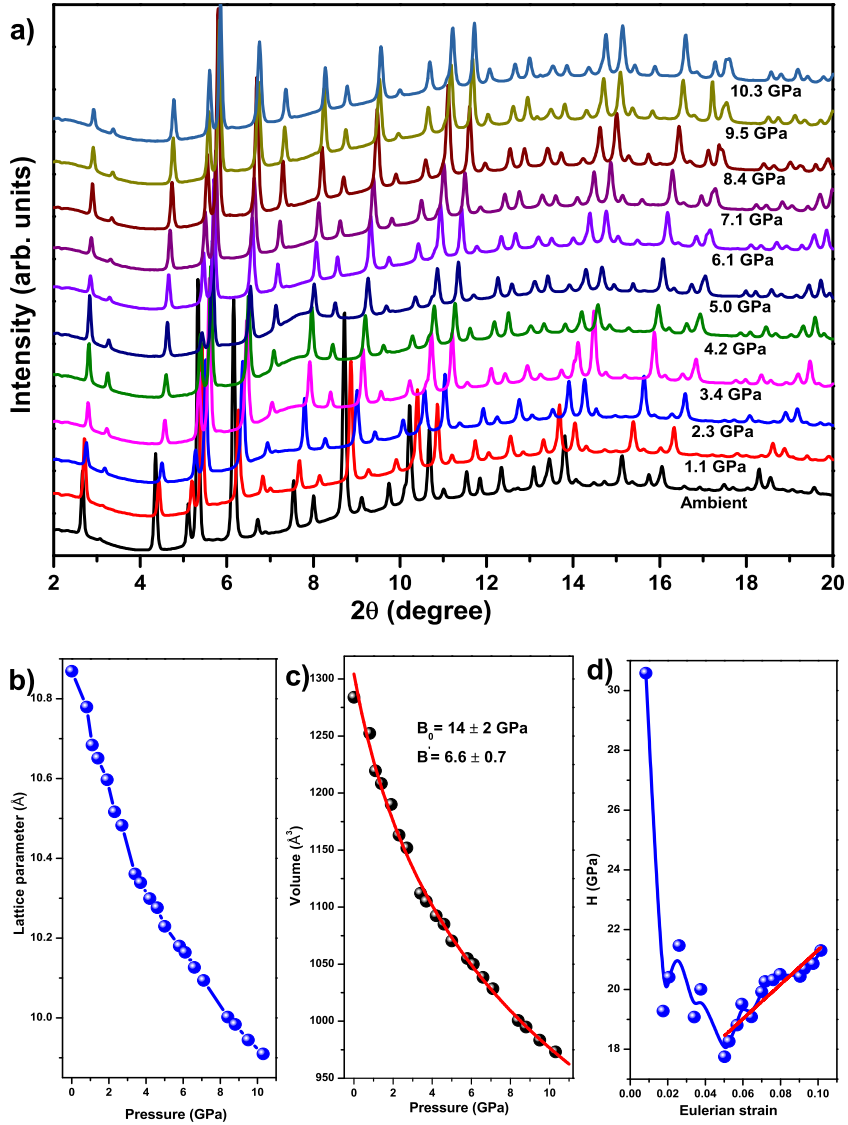 a)
10.3 GPa
9.5 GPa
8.4 GPa
7.1 GPa
6.1 GPa
5.0 GPa
4.2 GPa
3.4 GPa
2.3 GPa
1.1 GPa
Ambient
Intensity (arb. units)
2 4 6 8 10 12 14 16 18 20
2θ (degree)
b)
10.8
10.6
10.4
10.2
10.0
Lattice parameter (Å)
0 2 4 6 8 10
Pressure (GPa)
c)
1300
1250
1200
1150
1100
1050
1000
950
Volume (Å³)
B₀= 14 ± 2 GPa
B'= 6.6 ± 0.7
0 2 4 6 8 10
Pressure (GPa)
d)
30
28
26
24
22
20
18
H (GPa)
0.00 0.02 0.04 0.06 0.08 0.10
Eulerian strain